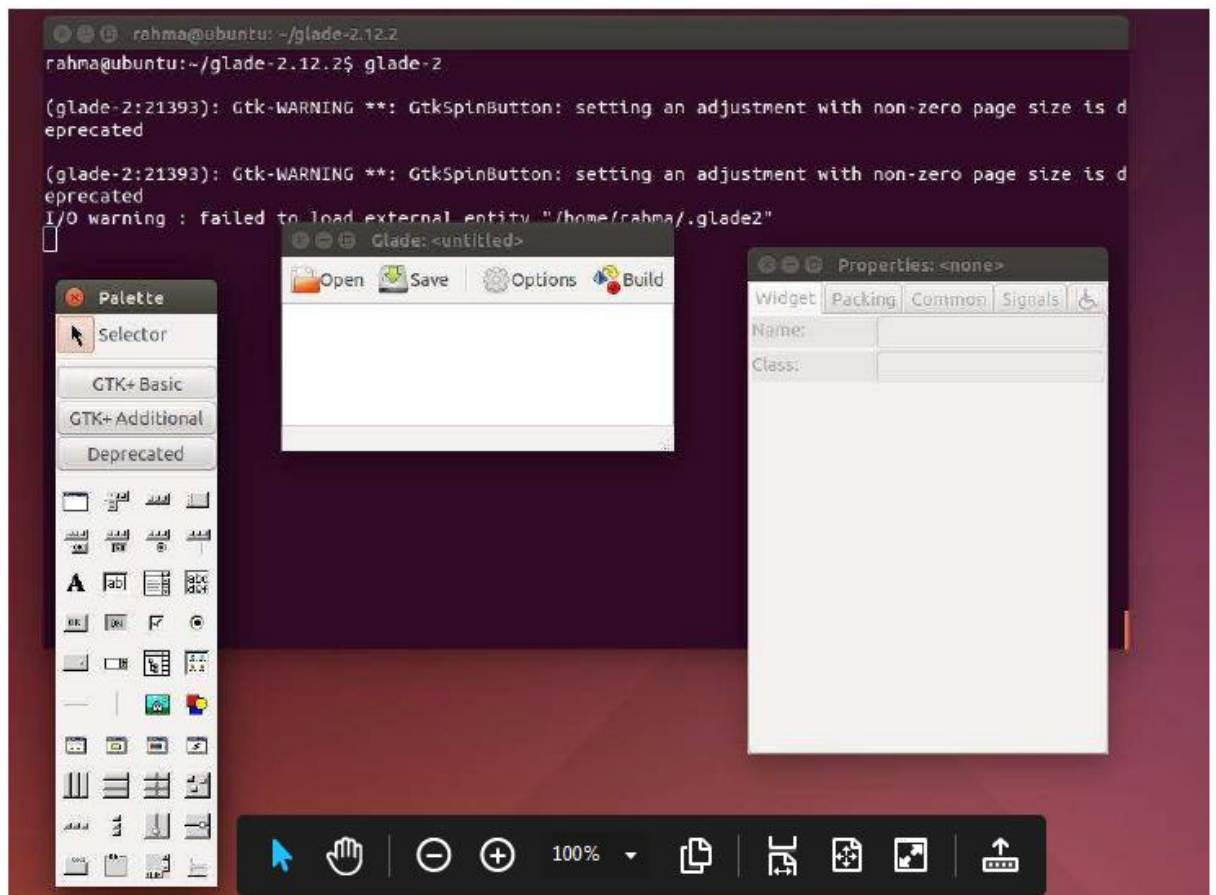 rahma@ubuntu: ~/glade-2.12.2
rahma@ubuntu:~/glade-2.12.2$ glade-2
(glade-2:21393): Gtk-WARNING **: GtkSpinButton: setting an adjustment with non-zero page size is d
eprecated
(glade-2:21393): Gtk-WARNING **: GtkSpinButton: setting an adjustment with non-zero page size is d
eprecated
I/O warning : failed to load external entity "/home/rahma/.glade2"
Glade: <untitled>
Open Save Options Build
Properties: <none>
Widget Packing Common Signals
Name:
Class:
Palette
Selector
GTK+ Basic
GTK+ Additional
Deprecated
100%